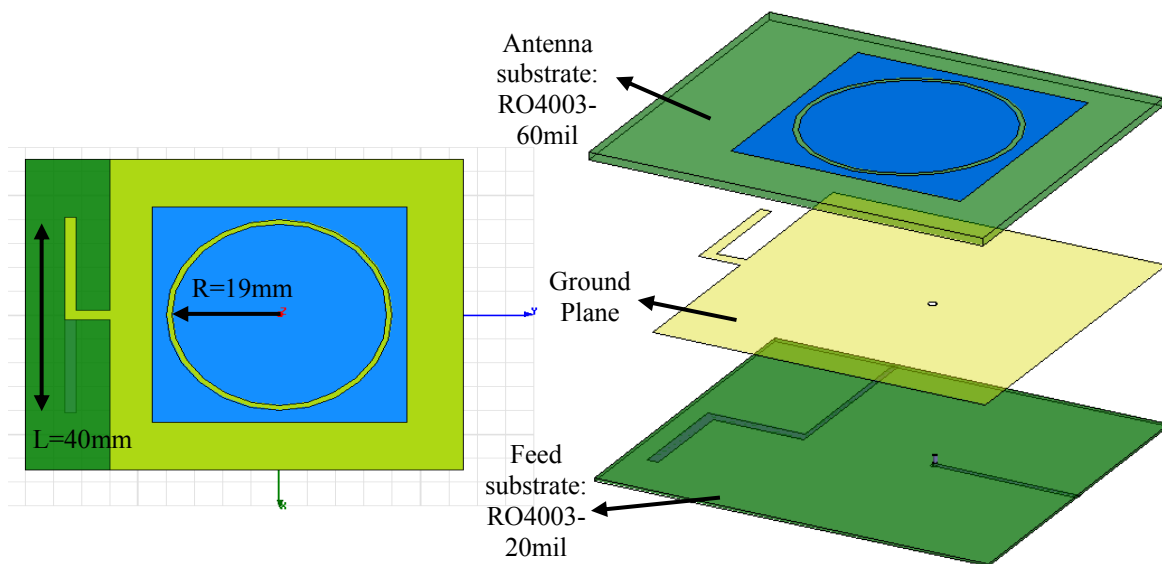 Antenna
substrate:
RO4003-
60mil
R=19mm
Z
Y
L=40mm
X
Ground
Plane
Feed
substrate:
RO4003-
20mil